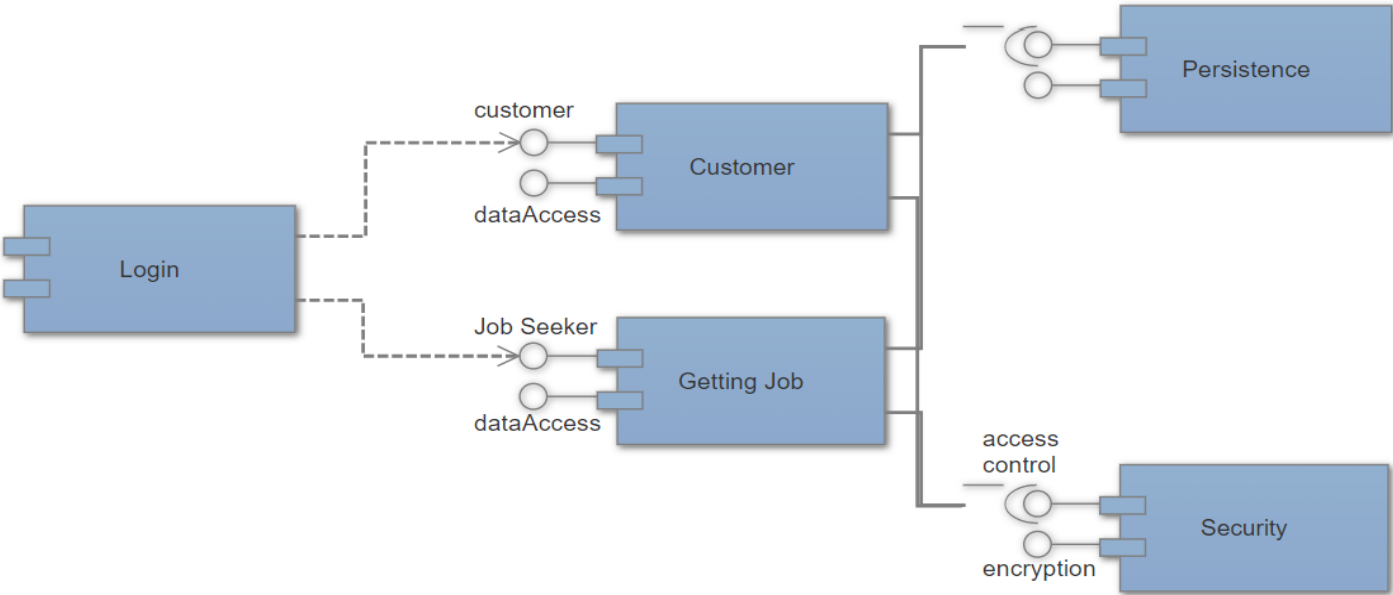 Persistence
customer
Customer
dataAccess
Login
Job Seeker
Getting Job
dataAccess
access
control
Security
encryption